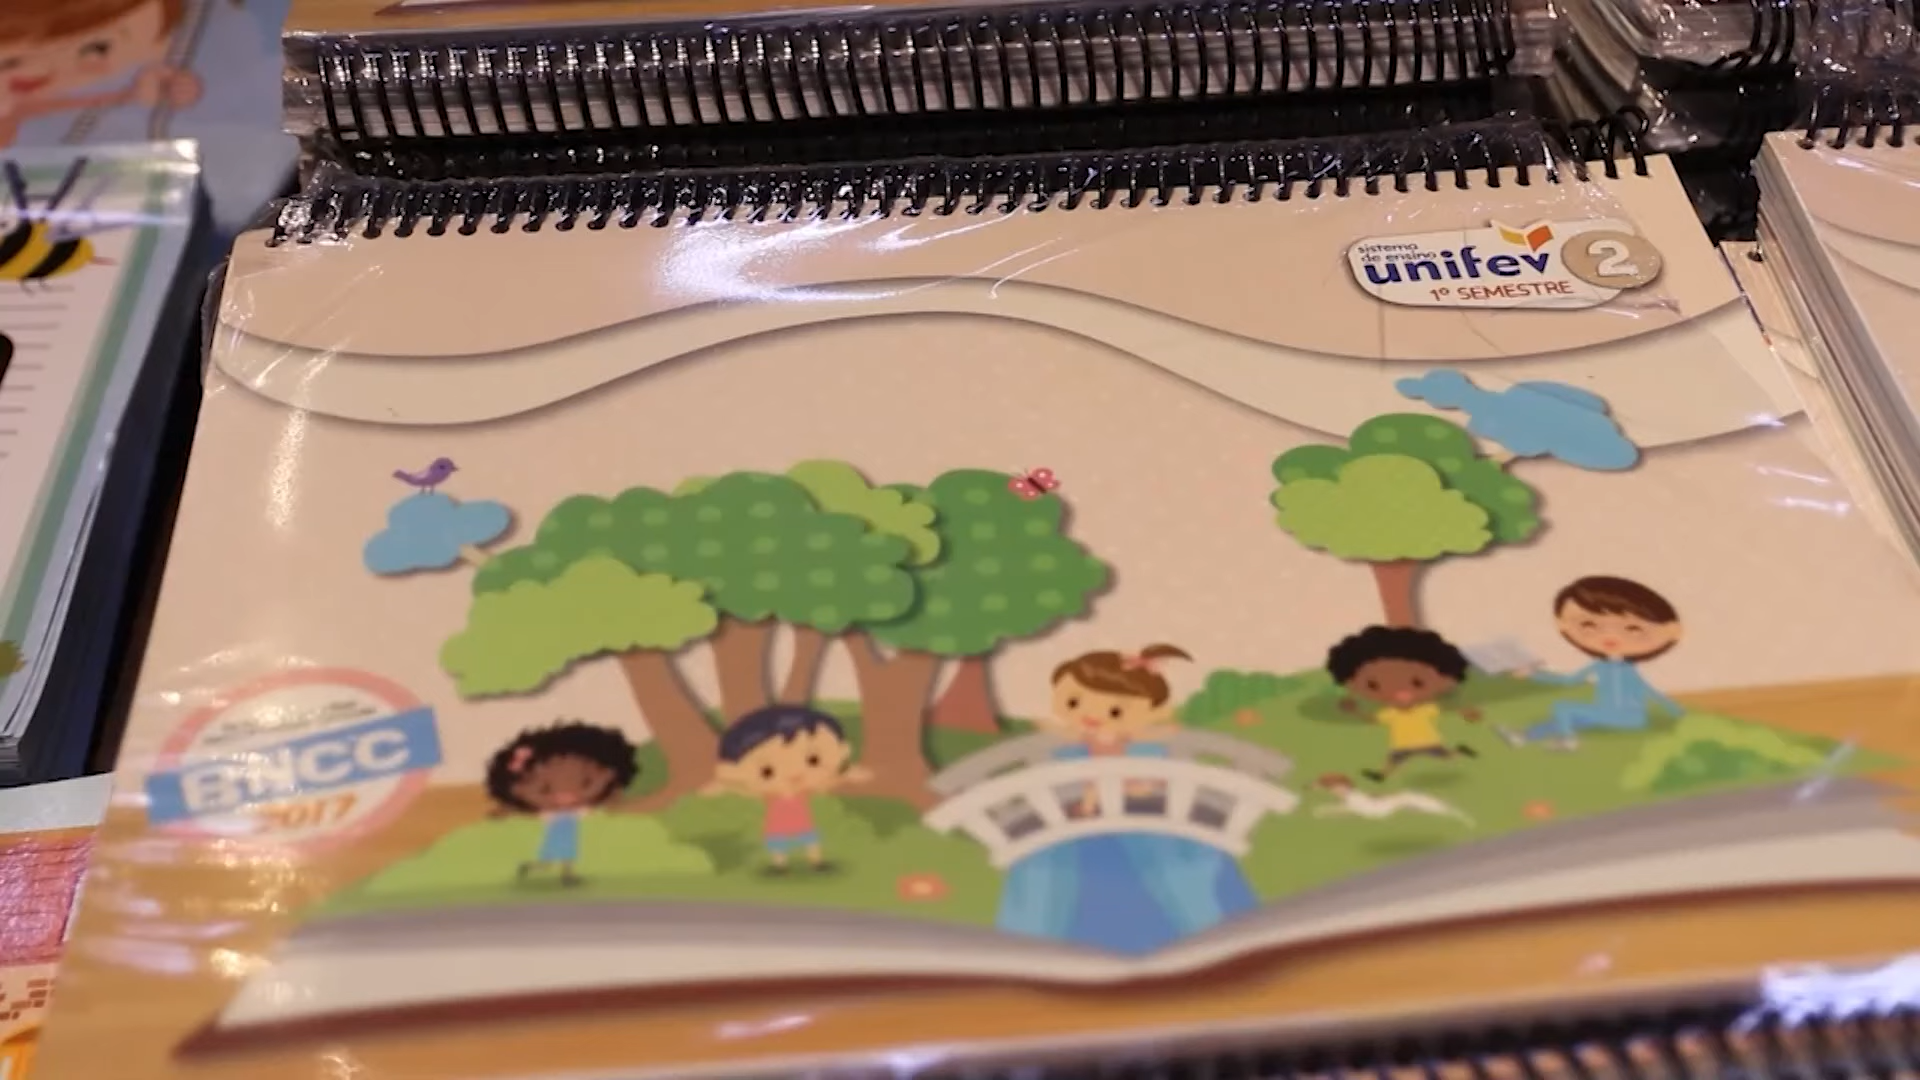 sistema
de ensino
unifev 2
1º SEMESTRE
BNCC
2017